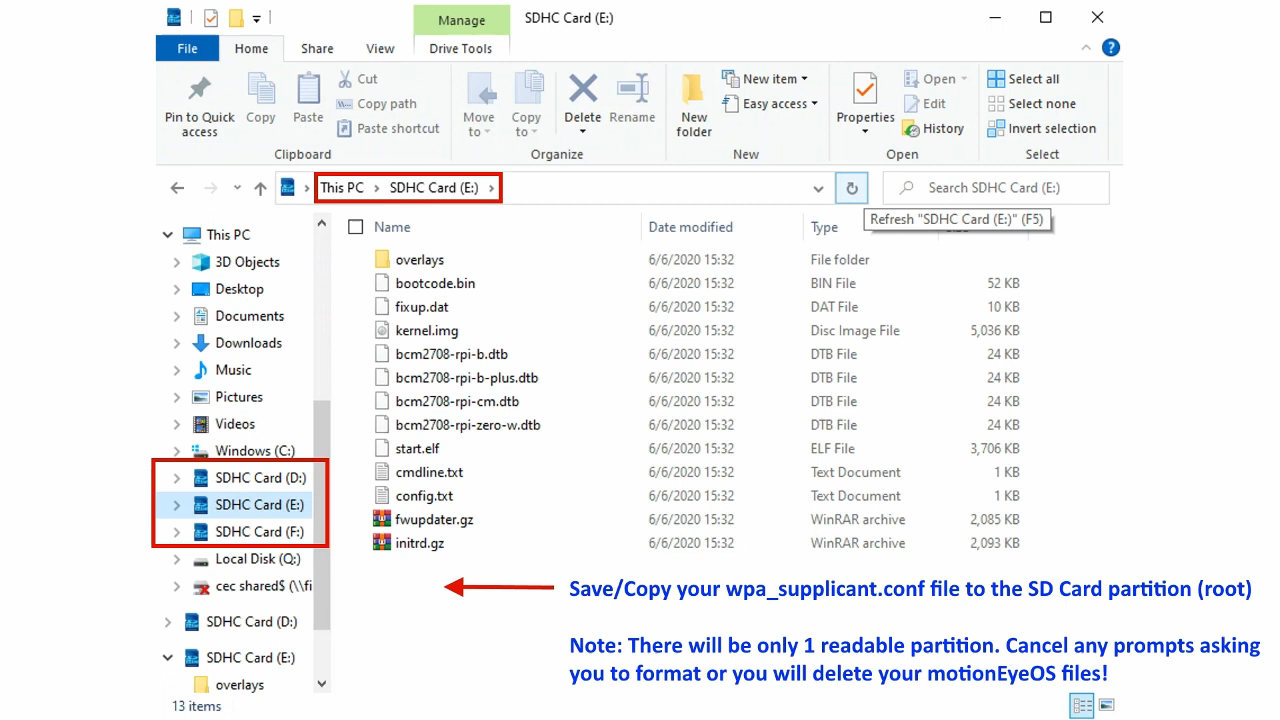 Manage
SDHC Card (E:)
File
Home
Share
View
Drive Tools
Pin to Quick access
Copy
Paste
Cut
Copy path
Paste shortcut
Clipboard
Move to
Copy to
Delete
Rename
Organize
New folder
New item
Easy access
New
Properties
Open
Edit
History
Open
Select all
Select none
Invert selection
Select
This PC > SDHC Card (E:) >
Search SDHC Card (E:)
Refresh "SDHC Card (E:)" (F5)
This PC
3D Objects
Desktop
Documents
Downloads
Music
Pictures
Videos
Windows (C:)
SDHC Card (D:)
SDHC Card (E:)
SDHC Card (F:)
Local Disk (Q:)
cec shared$ (\\fi
SDHC Card (D:)
SDHC Card (E:)
overlays
Name Date modified Type
overlays 6/6/2020 15:32 File folder
bootcode.bin 6/6/2020 15:32 BIN File 52 KB
fixup.dat 6/6/2020 15:32 DAT File 10 KB
kernel.img 6/6/2020 15:32 Disc Image File 5,036 KB
bcm2708-rpi-b.dtb 6/6/2020 15:32 DTB File 24 KB
bcm2708-rpi-b-plus.dtb 6/6/2020 15:32 DTB File 24 KB
bcm2708-rpi-cm.dtb 6/6/2020 15:32 DTB File 24 KB
bcm2708-rpi-zero-w.dtb 6/6/2020 15:32 DTB File 24 KB
start.elf 6/6/2020 15:32 ELF File 3,706 KB
cmdline.txt 6/6/2020 15:32 Text Document 1 KB
config.txt 6/6/2020 15:32 Text Document 1 KB
fwupdater.gz 6/6/2020 15:32 WinRAR archive 2,085 KB
initrd.gz 6/6/2020 15:32 WinRAR archive 2,093 KB
Save/Copy your wpa_supplicant.conf file to the SD Card partition (root)
Note: There will be only 1 readable partition. Cancel any prompts asking
you to format or you will delete your motionEyeOS files!
13 items